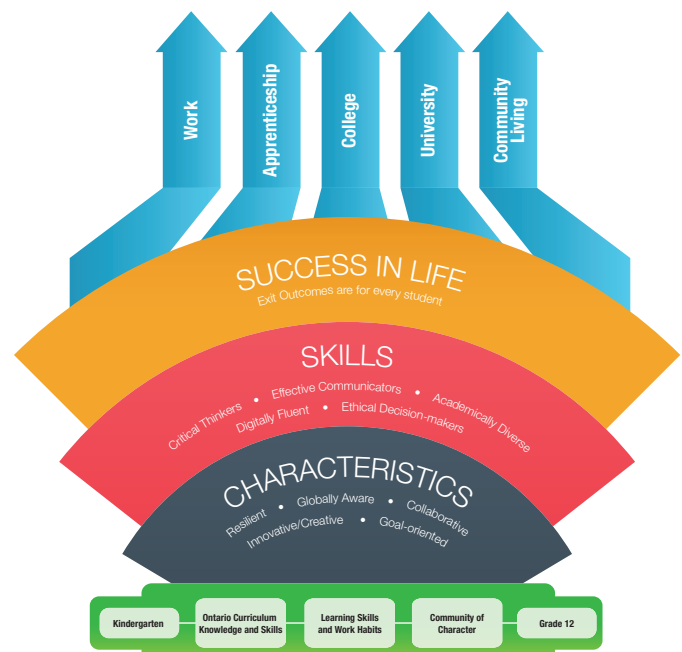 Work
Apprenticeship
College
University
Community
Living
SUCCESS IN LIFE
Exit Outcomes are for every student
SKILLS
Critical Thinkers • Effective Communicators • Academically Diverse
Digitally Fluent • Ethical Decision-makers
CHARACTERISTICS
Resilient • Globally Aware • Collaborative
Innovative/Creative • Goal-oriented
Kindergarten
Ontario Curriculum
Knowledge and Skills
Learning Skills
and Work Habits
Community of
Character
Grade 12